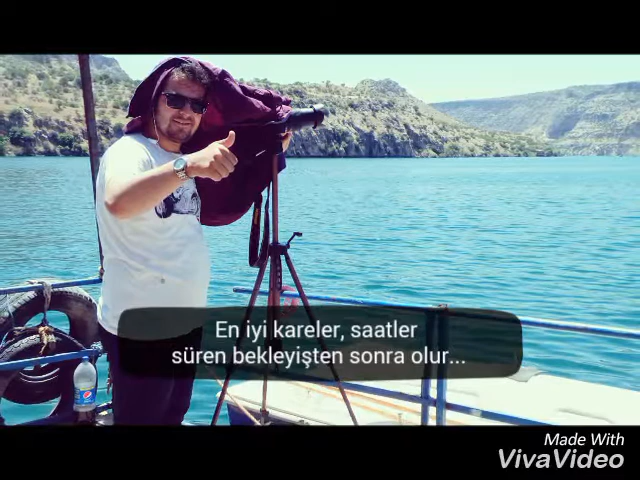 En iyi kareler, saatler
süren bekleyişten sonra olur...
Made With
VivaVideo